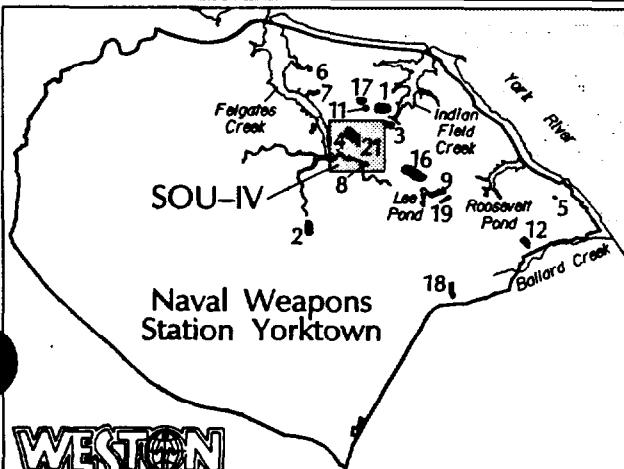 6
7
17
1
11
Felgates
Creek
Indian
Field
Creek
York River
3
4
21
16
SOU-IV
8
9
Lee
Pond
19
Roosevelt
Pond
5
2
12
Ballard Creek
18
Naval Weapons
Station Yorktown
WESTON